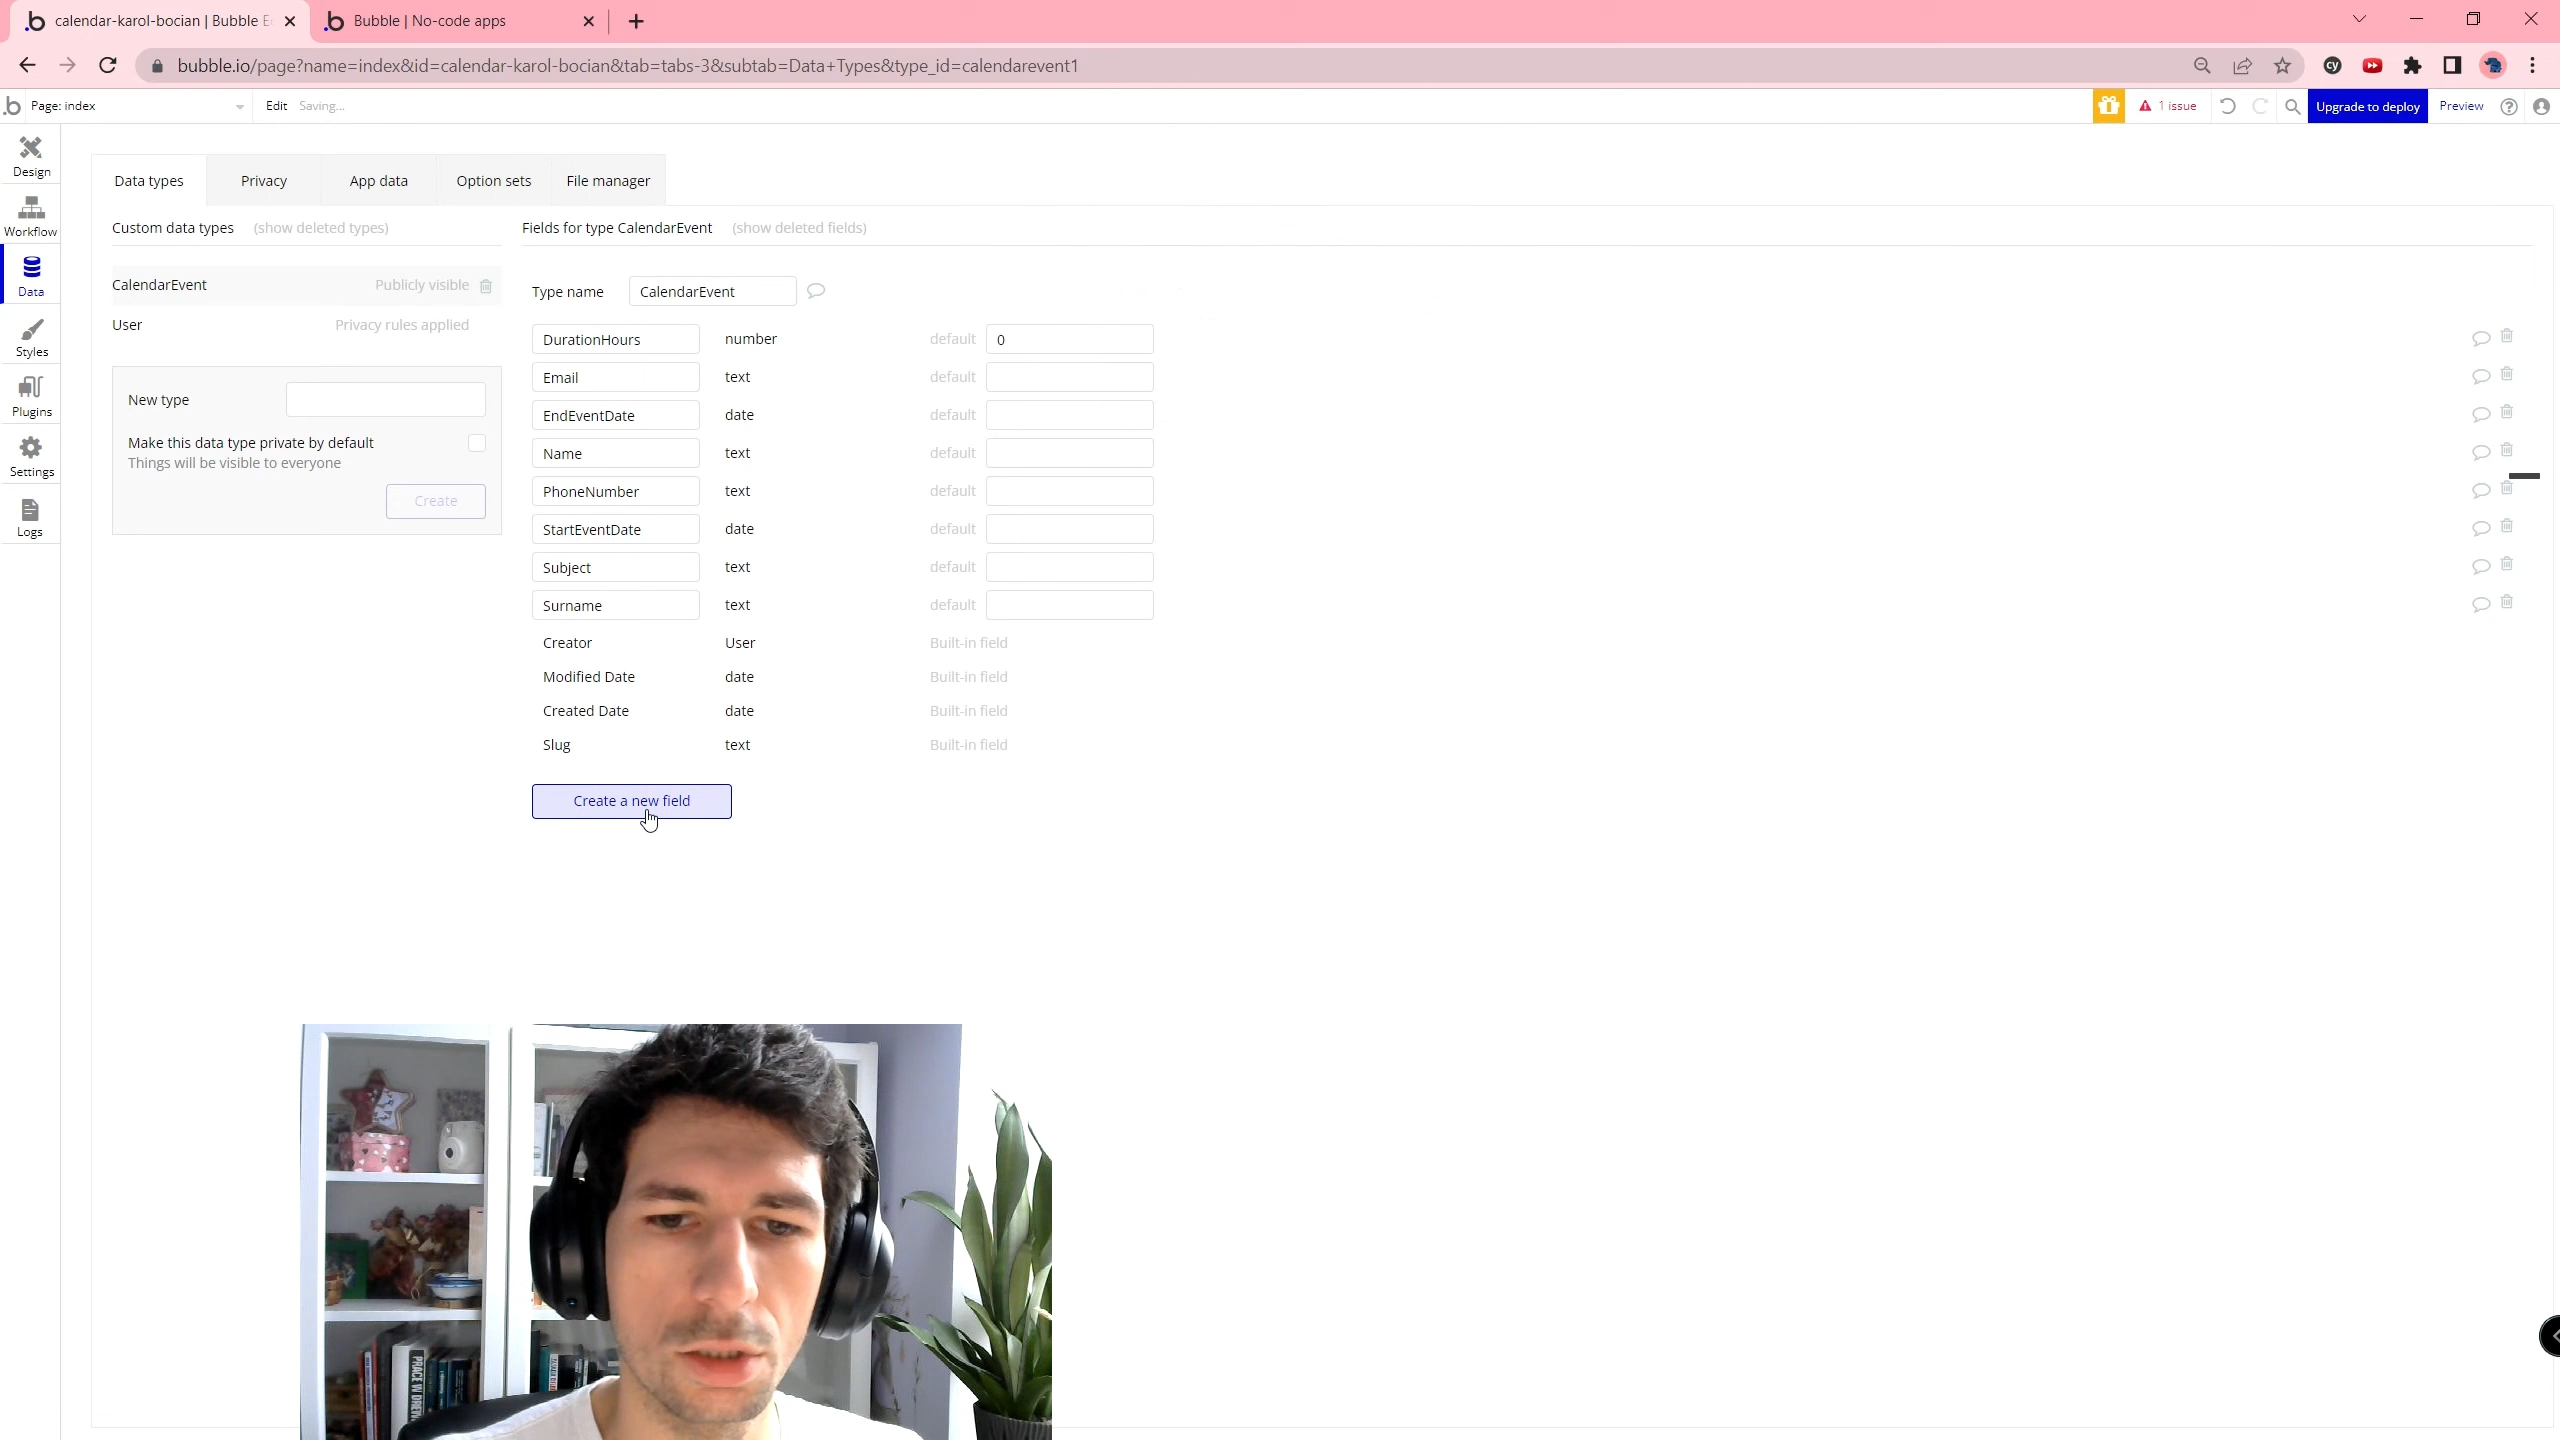 calendar-karol-bocian | Bubble E
Bubble | No-code apps
bubble.io/page?name=index&id=calendar-karol-bocian&tab=tabs-3&subtab=Data+Types&type_id=calendarevent1
Page: index
Edit
Saving...
1 issue
Upgrade to deploy
Preview
Design
Workflow
Data
Styles
Plugins
Settings
Logs
Data types
Privacy
App data
Option sets
File manager
Custom data types
(show deleted types)
CalendarEvent
Publicly visible
User
Privacy rules applied
New type
Make this data type private by default
Things will be visible to everyone
Create
Fields for type CalendarEvent
(show deleted fields)
Type name
CalendarEvent
DurationHours number default 0
Email text default
EndEventDate date default
Name text default
PhoneNumber text default
StartEventDate date default
Subject text default
Surname text default
Creator User Built-in field
Modified Date date Built-in field
Created Date date Built-in field
Slug text Built-in field
Create a new field
PRACE W DREW